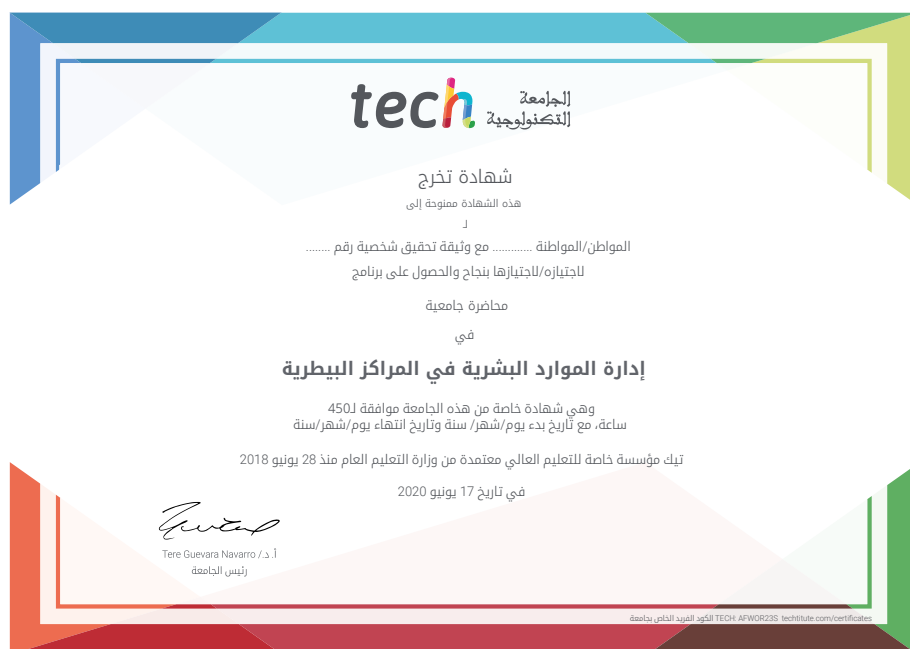 tech الجامعة
التكنولوجية
شهادة تخرج
هذه الشهادة ممنوحة إلى
لـ
المواطن/المواطنة ............ مع وثيقة تحقيق شخصية رقم ........
لاجتيازه/لاجتيازها بنجاح والحصول على برنامج
محاضرة جامعية
في
إدارة الموارد البشرية في المراكز البيطرية
وهي شهادة خاصة من هذه الجامعة موافقة لـ450
ساعة، مع تاريخ بدء يوم/شهر/ سنة وتاريخ انتهاء يوم/شهر/سنة
تيك مؤسسة خاصة للتعليم العالي معتمدة من وزارة التعليم العام منذ 28 يونيو 2018
في تاريخ 17 يونيو 2020
أ. د./ Tere Guevara Navarro
رئيس الجامعة
الكود الفريد الخاص بجامعة TECH: AFWOR23S techtitute.com/certificates